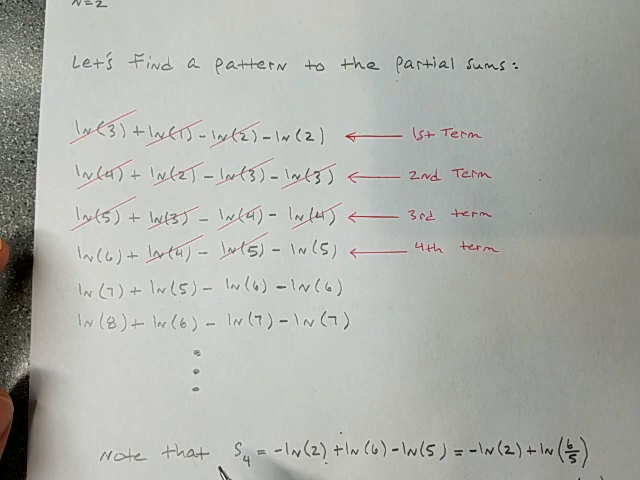 N=2
Let's Find a pattern to the partial sums:
ln(3) + ln(1) - ln(2) - ln(2) ← 1st Term
ln(4) + ln(2) - ln(3) - ln(3) ← 2nd Term
ln(5) + ln(3) - ln(4) - ln(4) ← 3rd term
ln(6) + ln(4) - ln(5) - ln(5) ← 4th term
ln(7) + ln(5) - ln(6) - ln(6)
ln(8) + ln(6) - ln(7) - ln(7)
⋮
Note that S₄ = -ln(2) + ln(6) - ln(5) = -ln(2) + ln(6/5)